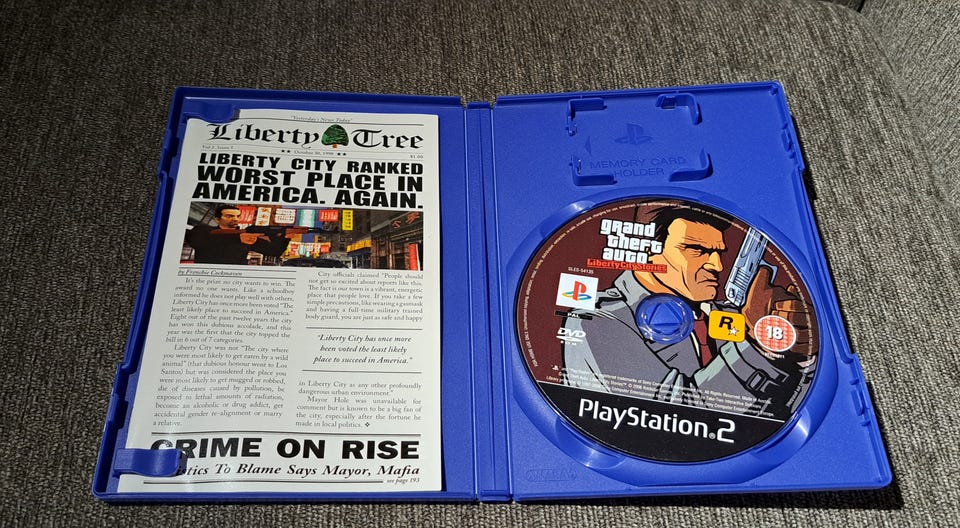 "Yesterday's News Today"
Liberty Tree
Vol 2, Issue 5
★★ October 30, 1998 ★★
$1.00
LIBERTY CITY RANKED
WORST PLACE IN
AMERICA. AGAIN.
by Frenchie Cockmaven
It's the prize no city wants to win. The
award no one wants. Like a schoolboy
informed he does not play well with others,
Liberty City has once more been voted "The
least likely place to succeed in America."
Eight out of the past twelve years the city
has won this dubious accolade, and this
year was the first that the city topped the
bill in 6 out of 7 categories.
Liberty City was not "The city where
you were most likely to get eaten by a wild
animal" (that dubious honour went to Los
Santos) but was considered the place you
were most likely to get mugged or robbed,
die of diseases caused by pollution, be
exposed to lethal amounts of radiation,
become an alcoholic or drug addict, get
accidental gender re-alignment or marry
a relative.
City officials claimed "People should
not get so excited about reports like this.
The fact is our town is a vibrant, energetic
place that people love. If you take a few
simple precautions, like wearing a gasmask
and having a full-time military trained
body guard, you are just as safe and happy
"Liberty City has once more
been voted the least likely
place to succeed in America."
in Liberty City as any other profoundly
dangerous urban environment."
Mayor Hole was unavailable for
comment but is known to be a big fan of
the city, especially after the fortune he
made in local politics. ❖
CRIME ON RISE
istics To Blame Says Mayor, Mafia
see page 193
MEMORY CARD
HOLDER
grand
theft
auto
Liberty City Stories
SLES-54135
PAL
DVD
R★
18
PlayStation®2